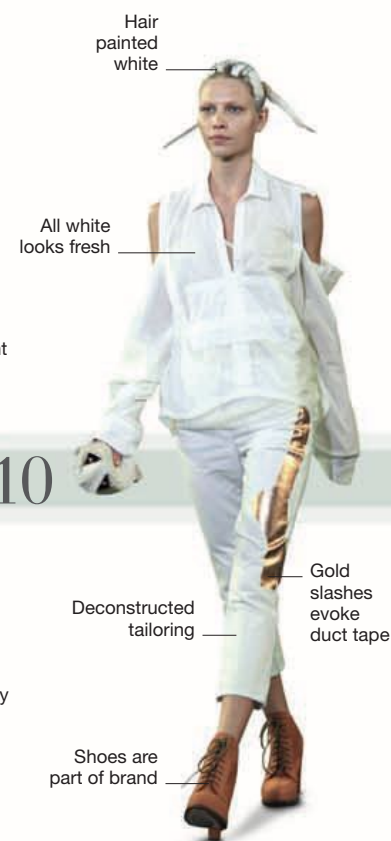 Hair
painted
white
All white
looks fresh
t
10
Gold
slashes
evoke
duct tape
Deconstructed
tailoring
y
Shoes are
part of brand